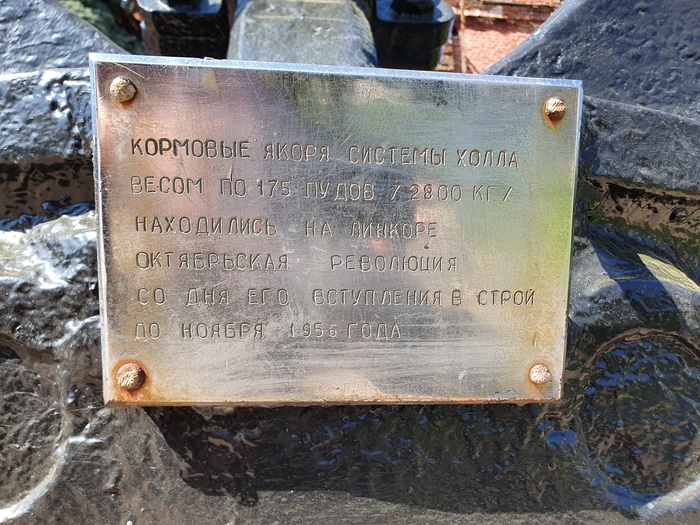 КОРМОВЫЕ ЯКОРЯ СИСТЕМЫ ХОЛЛА
ВЕСОМ ПО 175 ПУДОВ /2800 КГ./
НАХОДИЛИСЬ НА ЛИНКОРЕ
ОКТЯБРЬСКАЯ РЕВОЛЮЦИЯ
СО ДНЯ ЕГО ВСТУПЛЕНИЯ В СТРОЙ
ДО НОЯБРЯ 1956 ГОДА